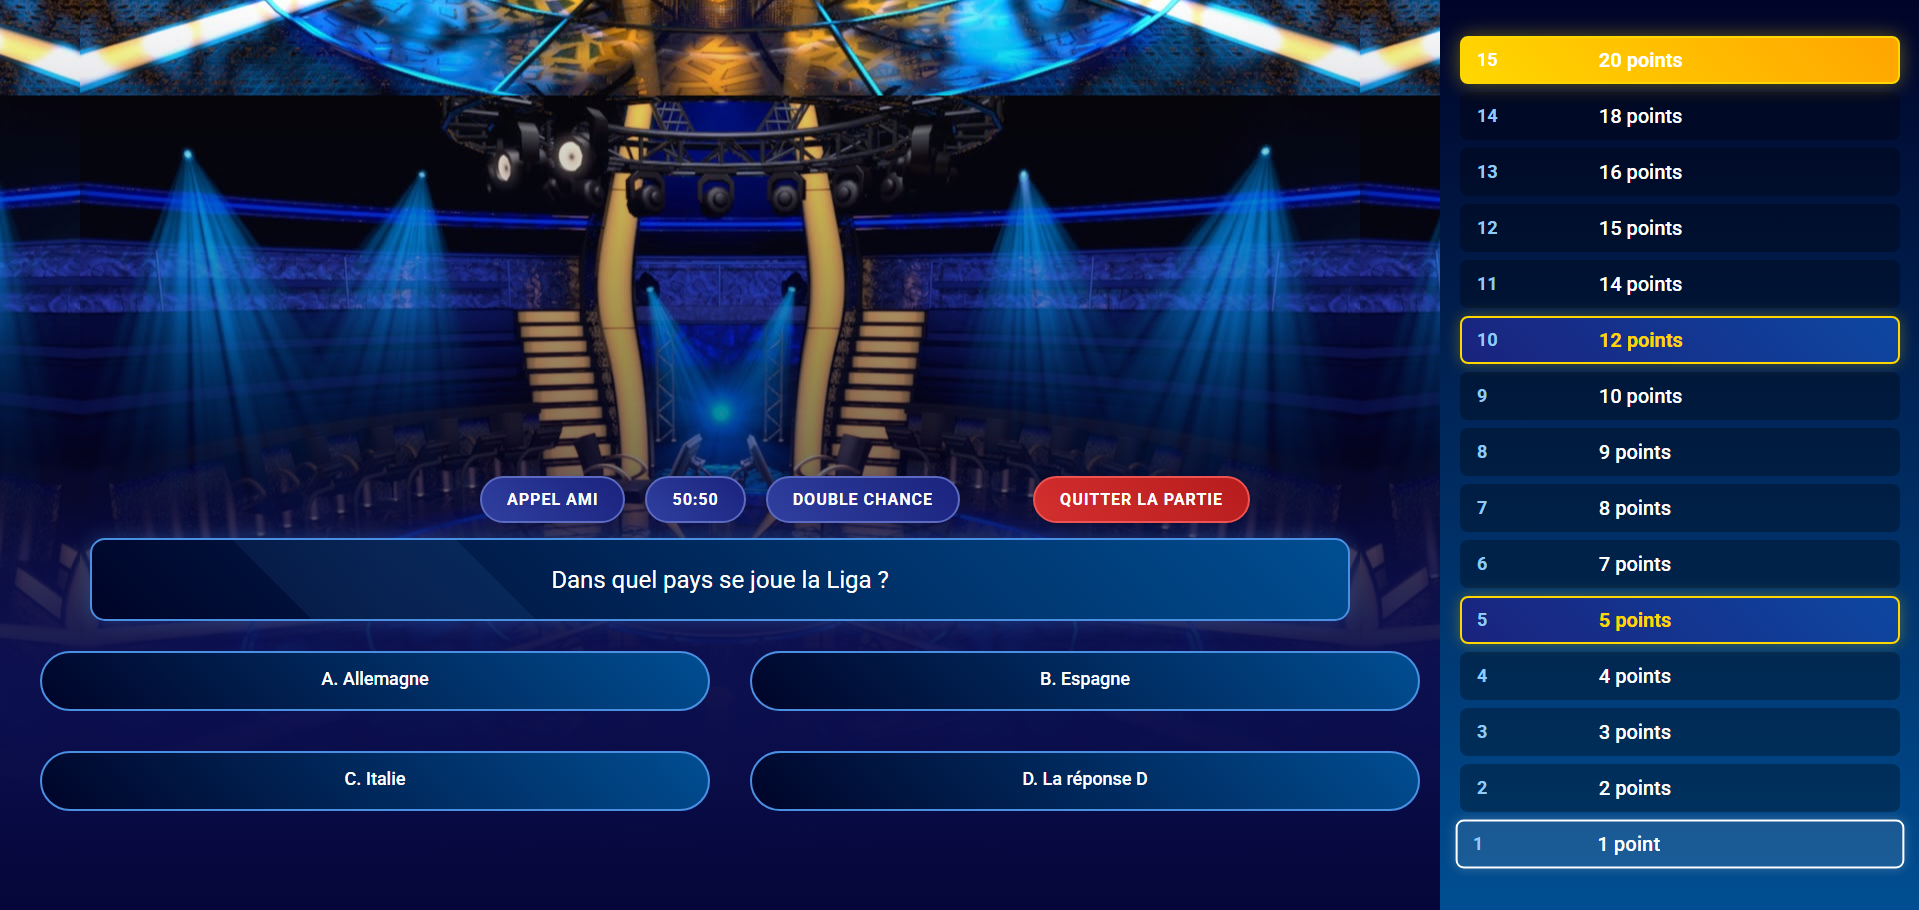 APPEL AMI
50:50
DOUBLE CHANCE
QUITTER LA PARTIE
Dans quel pays se joue la Liga ?
A. Allemagne
B. Espagne
C. Italie
D. La réponse D
15 20 points
14 18 points
13 16 points
12 15 points
11 14 points
10 12 points
9 10 points
8 9 points
7 8 points
6 7 points
5 5 points
4 4 points
3 3 points
2 2 points
1 1 point